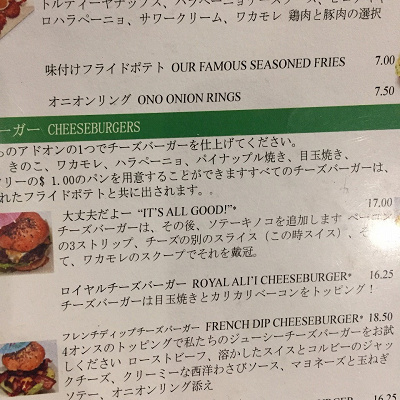 トルティーヤチップス、ハラペーニョチーズソース、
ロハラペーニョ、サワークリーム、ワカモレ 鶏肉と豚肉の選択
味付けフライドポテト OUR FAMOUS SEASONED FRIES 7.00
オニオンリング ONO ONION RINGS 7.50
ーガー CHEESEBURGERS
らのアドオンの1つでチーズバーガーを仕上げてください。
きのこ、ワカモレ、ハラペーニョ、パイナップル焼き、目玉焼き、
フリーの$ 1.00のパンを用意することができますすべてのチーズバーガーは、
れたフライドポテトと共に出されます。.
大丈夫だよー “IT'S ALL GOOD!”* 17.00
チーズバーガーは、その後、ソテーキノコを追加します ベーコン
の3ストリップ、チーズの別のスライス（この時スイス）、そ
て、ワカモレのスクープでそれを戴冠。
ロイヤルチーズバーガー ROYAL ALI'I CHEESEBURGER* 16.25
チーズバーガーは目玉焼きとカリカリベーコンをトッピング！
フレンチディップチーズバーガー FRENCH DIP CHEESEBURGER* 18.50
4オンスのトッピングで私たちのジューシーチーズバーガーをお試
しください ローストビーフ、溶かしたスイスとコルビーのジャッ
クチーズ、クリーミーな西洋わさびソース、マヨネーズと玉ねぎ
ソテー、オニオンリング添え
16.25